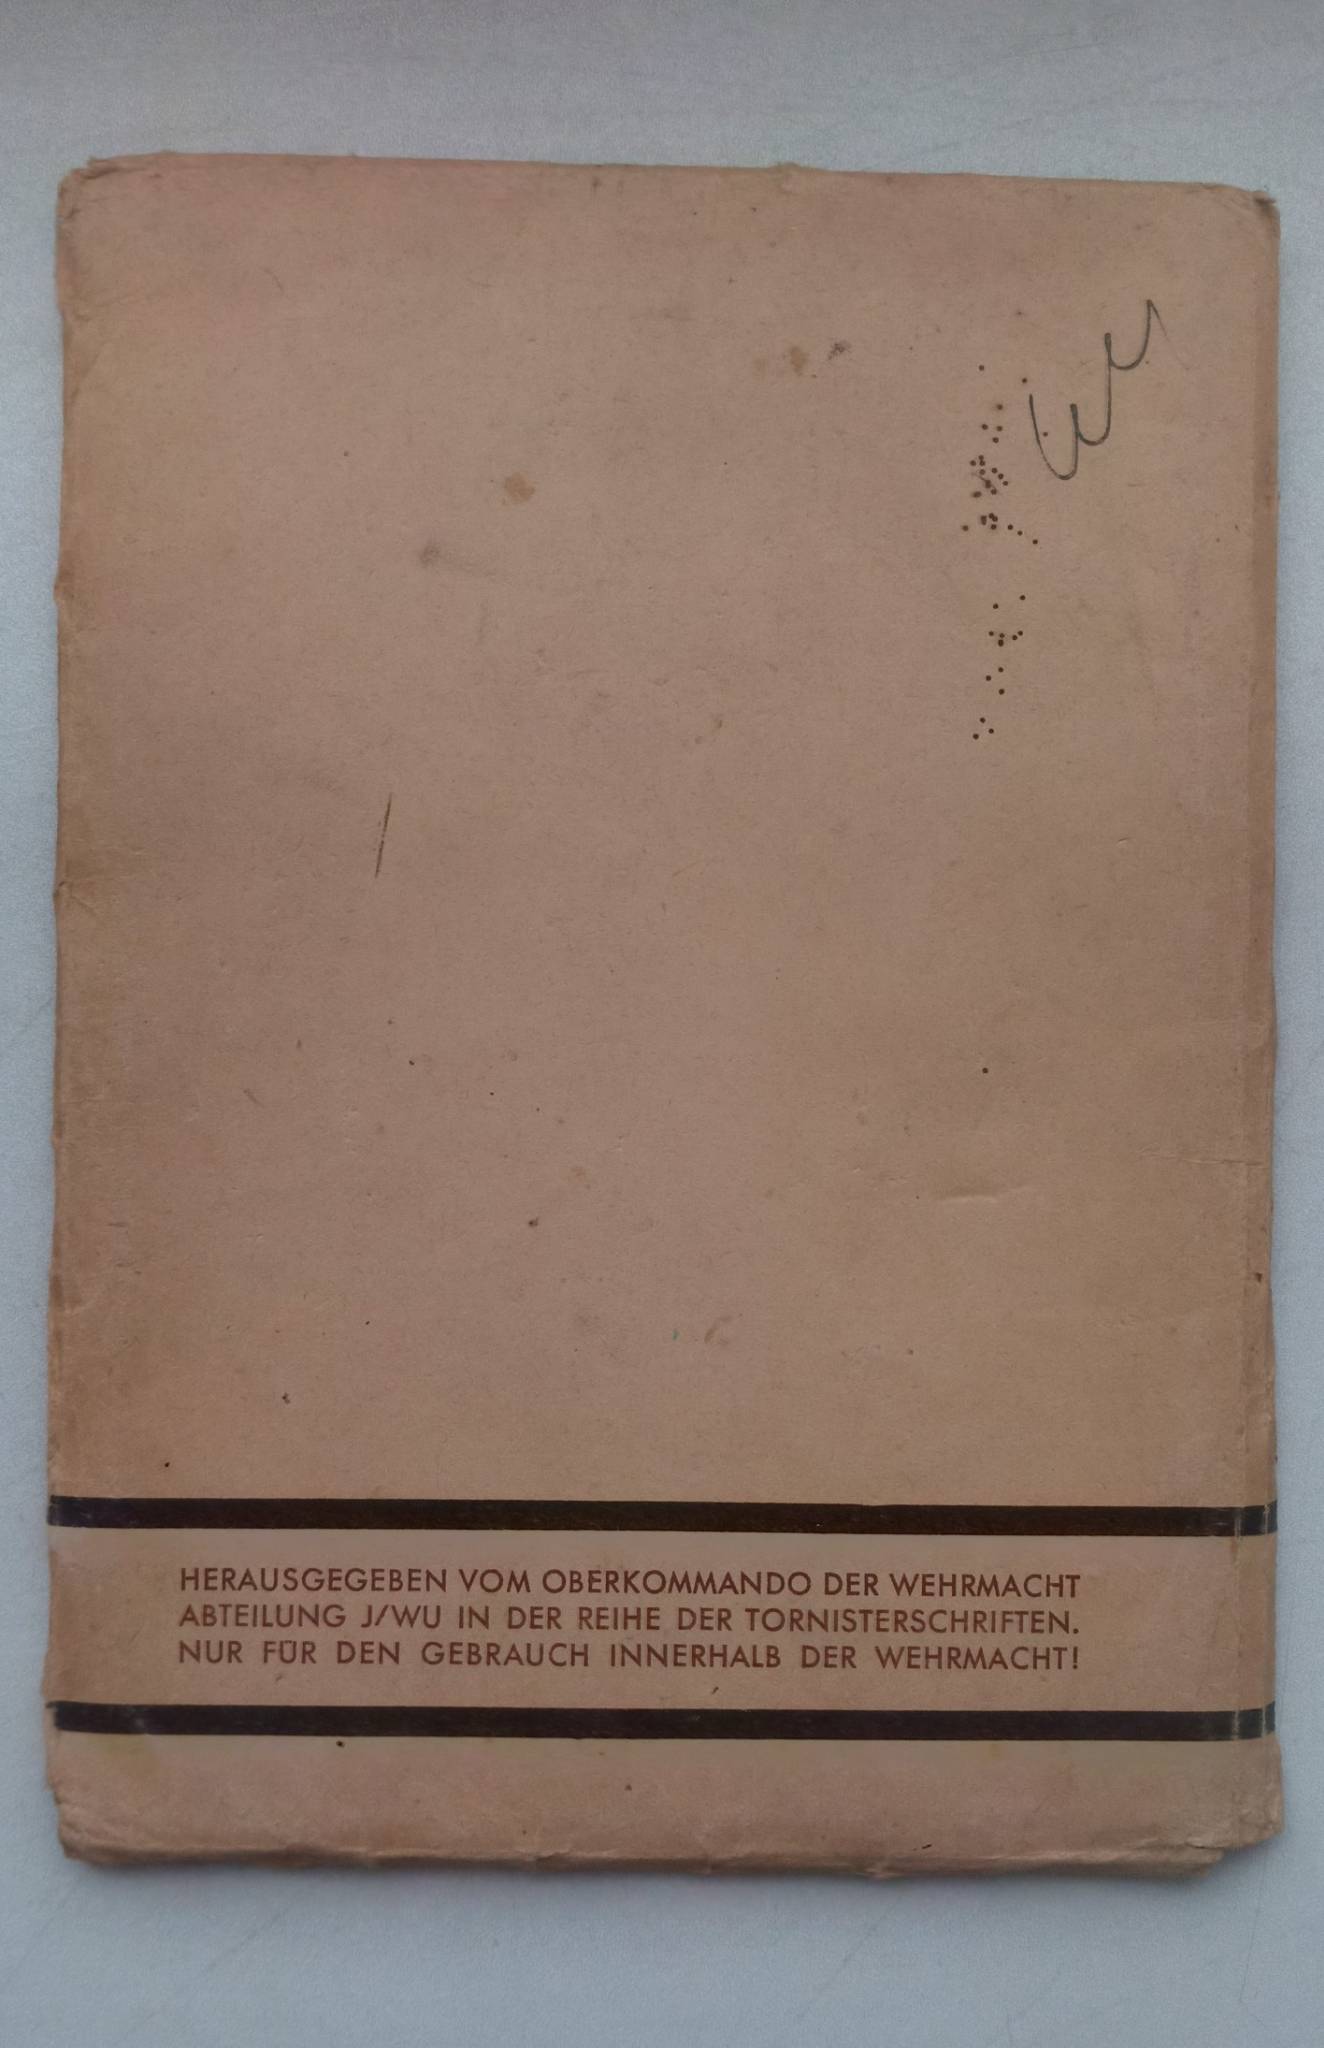 HERAUSGEGEBEN VOM OBERKOMMANDO DER WEHRMACHT
ABTEILUNG J/WU IN DER REIHE DER TORNISTERSCHRIFTEN.
NUR FÜR DEN GEBRAUCH INNERHALB DER WEHRMACHT!